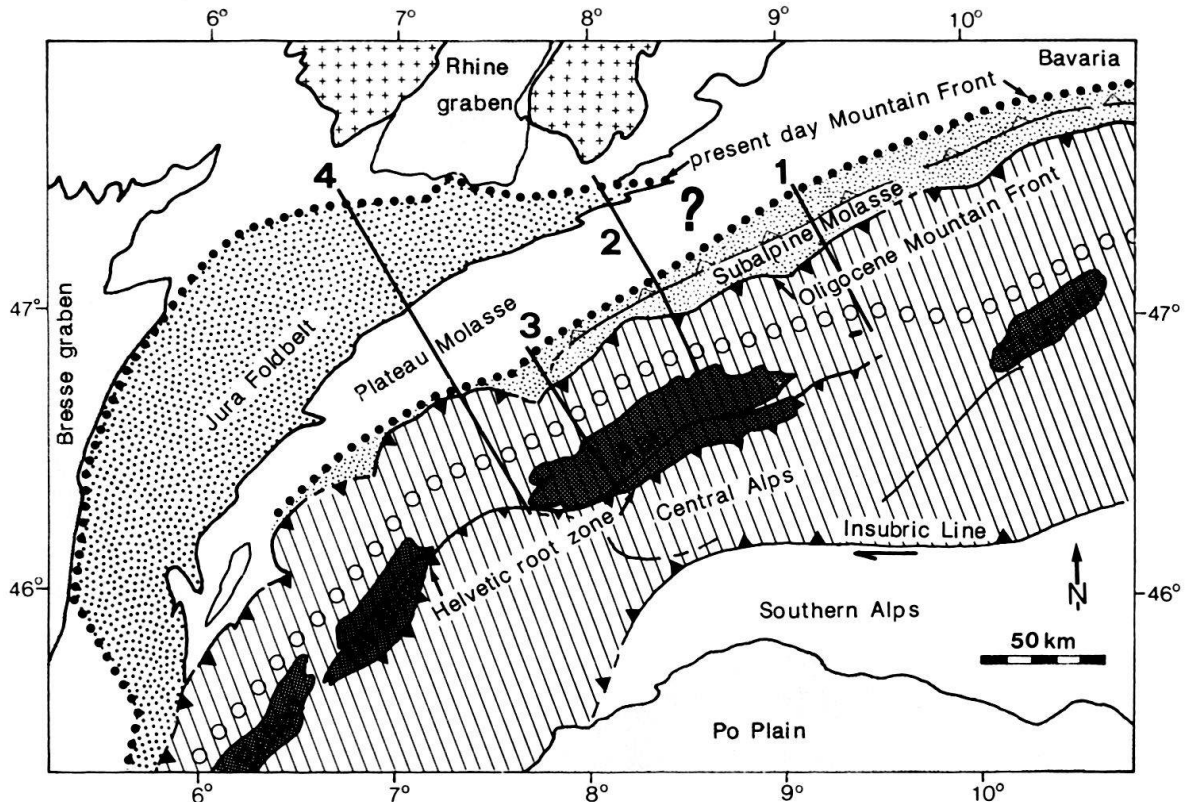 6°
7°
8°
9°
10°
Rhine
graben
Bavaria
present day Mountain Front
4
1
?
2
Subalpine Molasse
Oligocene Mountain Front
47°
47°
3
Bresse graben
Jura Foldbelt
Plateau Molasse
Central Alps
Insubric Line
Helvetic root zone
46°
46°
N
Southern Alps
50 km
Po Plain
6°
7°
8°
9°
10°